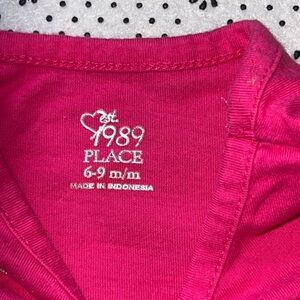 est.
1989
PLACE
6-9 m/m
MADE IN INDONESIA